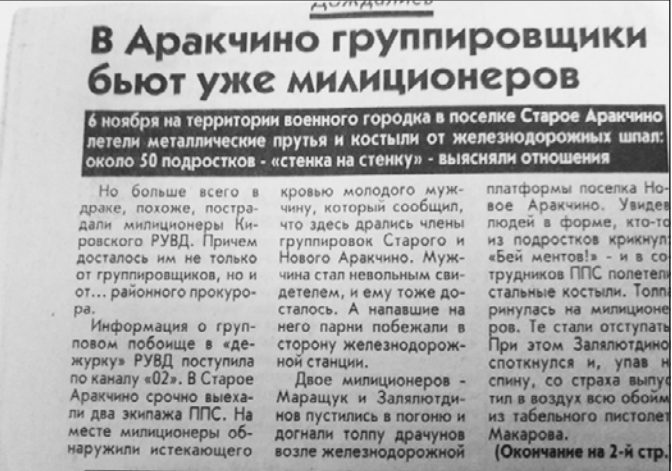 Дождались
В Аракчино группировщики
бьют уже милиционеров
6 ноября на территории военного городка в поселке Старое Аракчино
летели металлические прутья и костыли от железнодорожных шпал:
около 50 подростков - «стенка на стенку» - выясняли отношения
Но больше всего в
драке, похоже, постра-
дали милиционеры Ки-
ровского РУВД. Причем
досталось им не только
от группировщиков, но и
от... районного прокуро-
ра.
Информация о груп-
повом побоище в «де-
журку» РУВД поступила
по каналу «02». В Старое
Аракчино срочно выеха-
ли два экипажа ППС. На
месте милиционеры об-
наружили истекающего
кровью молодого муж-
чину, который сообщил,
что здесь дрались члены
группировок Старого и
Нового Аракчино. Муж-
чина стал невольным сви-
детелем, и ему тоже до-
сталось. А напавшие на
него парни побежали в
сторону железнодорож-
ной станции.
Двое милиционеров -
Маращук и Залялютди-
нов пустились в погоню и
догнали толпу драчунов
возле железнодорожной
платформы поселка Но-
вое Аракчино. Увидев
людей в форме, кто-то
из подростков крикнул:
«Бей ментов!» - и в со-
трудников ППС полетели
стальные костыли. Толпа
ринулась на милиционе-
ров. Те стали отступать.
При этом Залялютдино
споткнулся и, упав н
спину, со страха выпус
тил в воздух всю обойм
из табельного пистолет
Макарова.
(Окончание на 2-й стр.